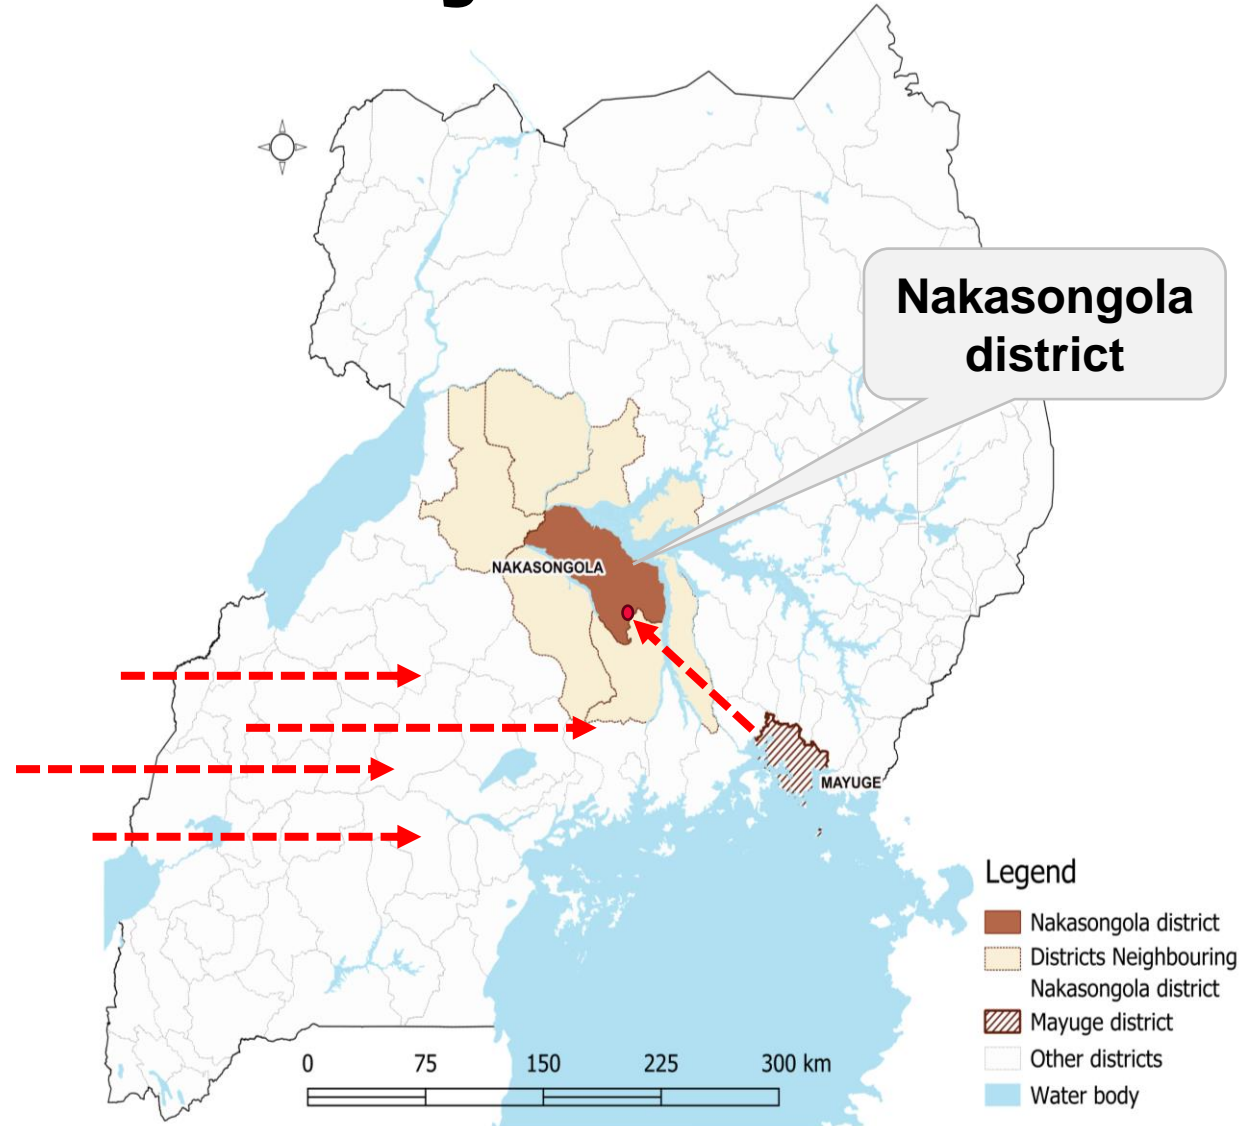 g
Nakasongola
district
NAKASONGOLA
MAYUGE
Legend
Nakasongola district
Districts Neighbouring
Nakasongola district
Mayuge district
Other districts
Water body
0 75 150 225 300 km